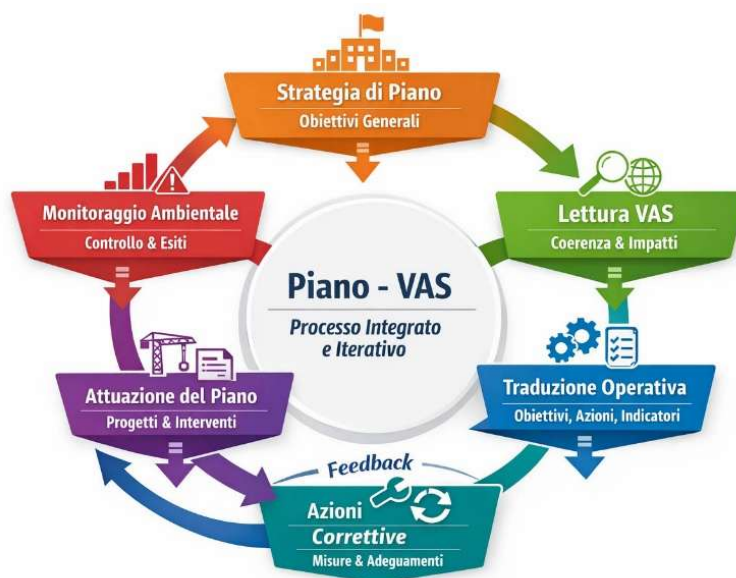 Strategia di Piano
Obiettivi Generali
Lettura VAS
Coerenza & Impatti
Traduzione Operativa
Obiettivi, Azioni, Indicatori
Feedback
Azioni
Correttive
Misure & Adeguamenti
Attuazione del Piano
Progetti & Interventi
Monitoraggio Ambientale
Controllo & Esiti
Piano - VAS
Processo Integrato
e Iterativo